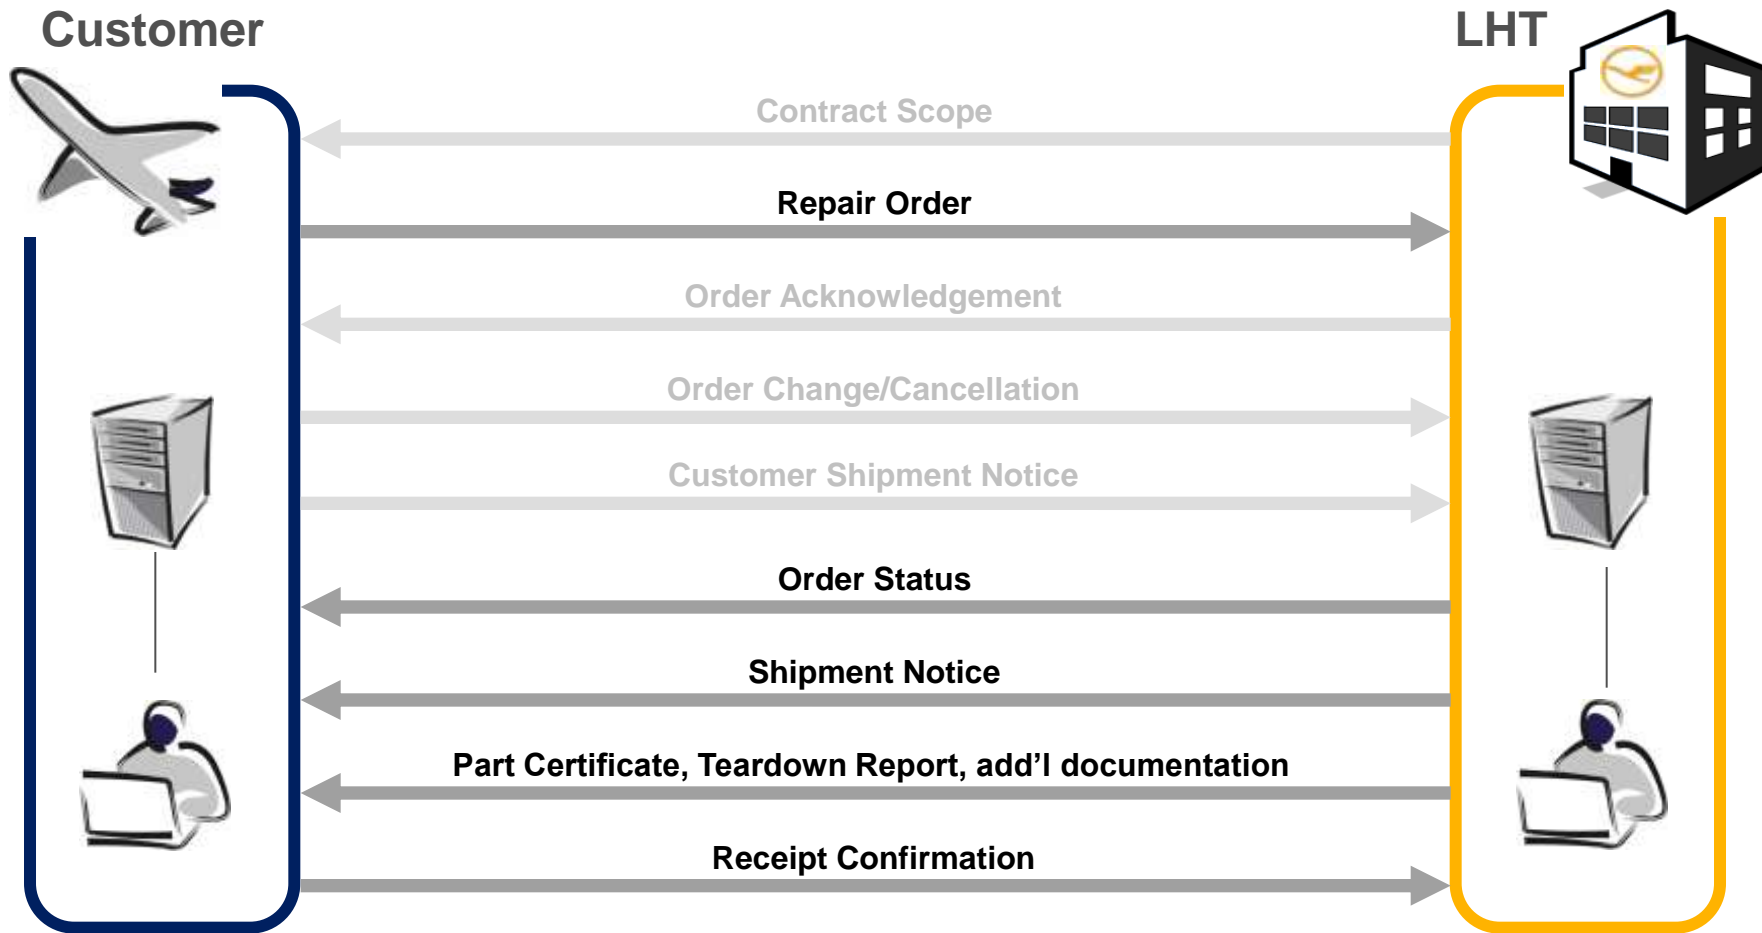 Customer
LHT
Contract Scope
Repair Order
Order Acknowledgement
Order Change/Cancellation
Customer Shipment Notice
Order Status
Shipment Notice
Part Certificate, Teardown Report, add’l documentation
Receipt Confirmation